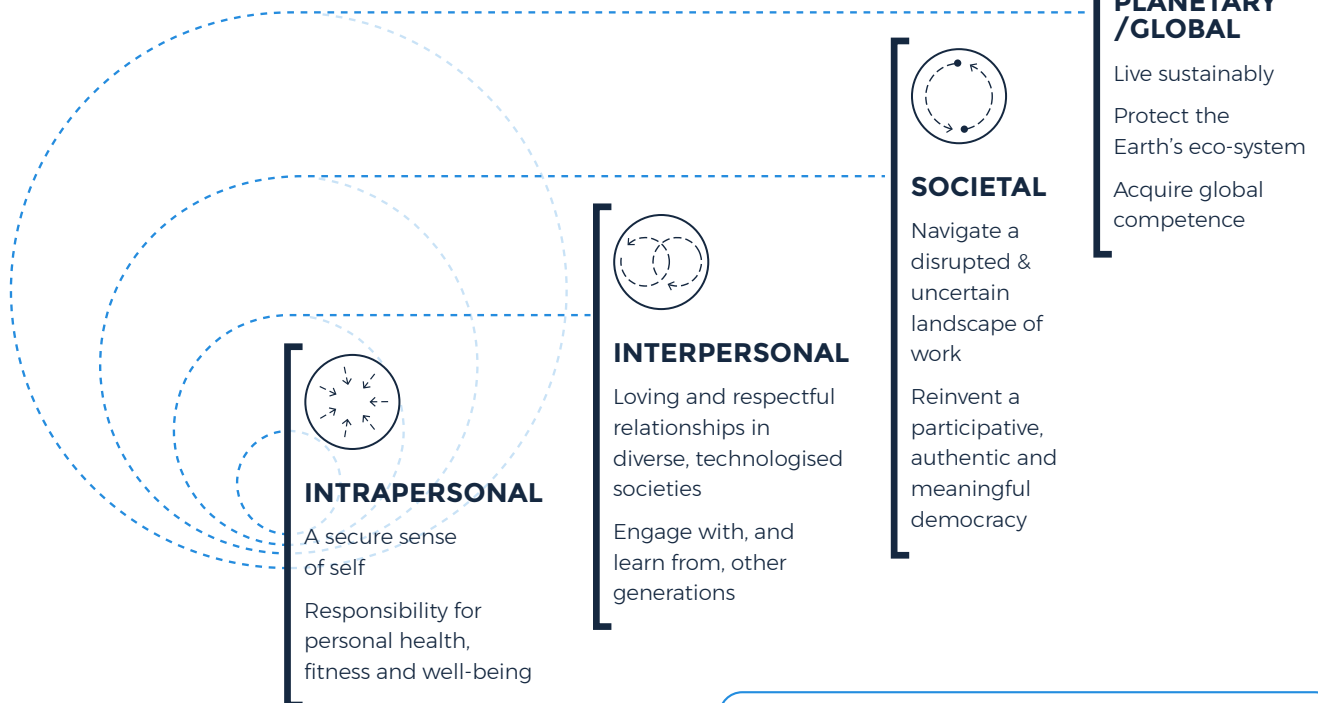 PLANETARY
/GLOBAL
Live sustainably
Protect the
Earth’s eco-system
Acquire global
competence
SOCIETAL
Navigate a
disrupted &
uncertain
landscape of
work
Reinvent a
participative,
authentic and
meaningful
democracy
INTERPERSONAL
Loving and respectful
relationships in
diverse, technologised
societies
Engage with, and
learn from, other
generations
INTRAPERSONAL
A secure sense
of self
Responsibility for
personal health,
fitness and well-being